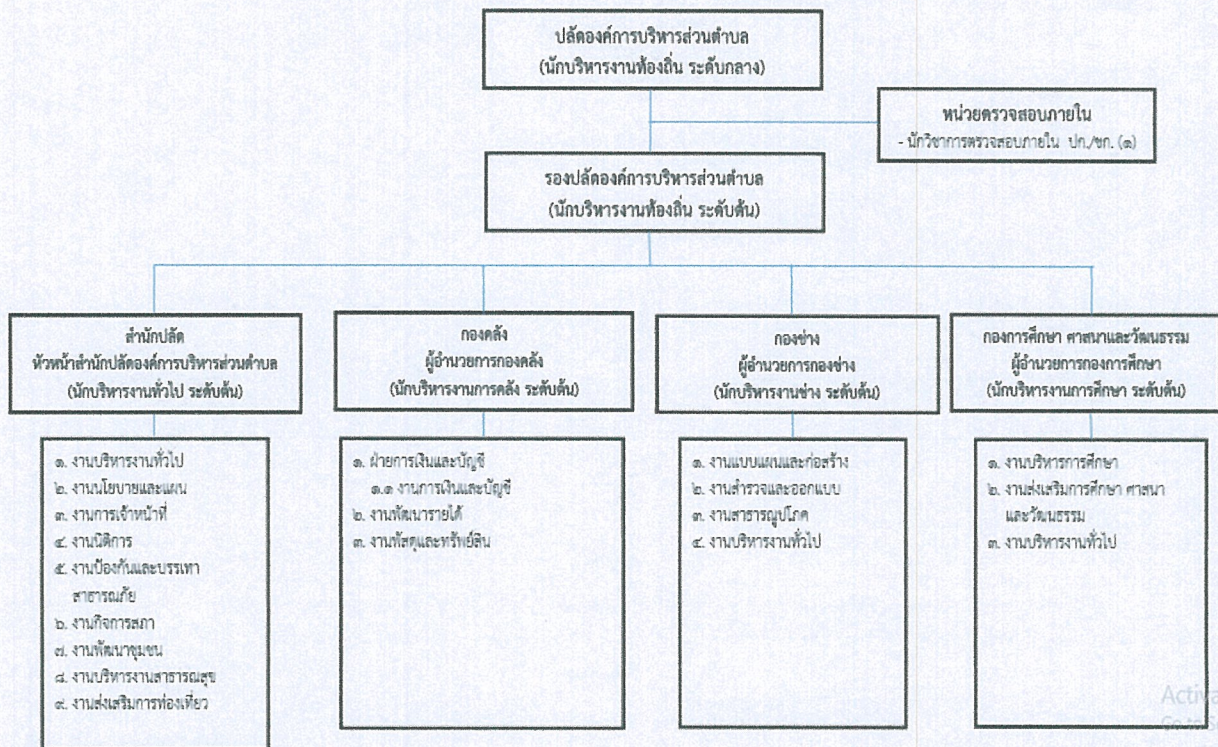 ปลัดองค์การบริหารส่วนตำบล
(นักบริหารงานท้องถิ่น ระดับกลาง)
หน่วยตรวจสอบภายใน
- นักวิชาการตรวจสอบภายใน ปก./ชก. (๑)
รองปลัดองค์การบริหารส่วนตำบล
(นักบริหารงานท้องถิ่น ระดับต้น)
สำนักปลัด
หัวหน้าสำนักปลัดองค์การบริหารส่วนตำบล
(นักบริหารงานทั่วไป ระดับต้น)
กองคลัง
ผู้อำนวยการกองคลัง
(นักบริหารงานการคลัง ระดับต้น)
กองช่าง
ผู้อำนวยการกองช่าง
(นักบริหารงานช่าง ระดับต้น)
กองการศึกษา ศาสนาและวัฒนธรรม
ผู้อำนวยการกองการศึกษา
(นักบริหารงานการศึกษา ระดับต้น)
๑. งานบริหารงานทั่วไป
๒. งานนโยบายและแผน
๓. งานการเจ้าหน้าที่
๔. งานนิติการ
๕. งานป้องกันและบรรเทา
สาธารณภัย
๖. งานกิจการสภา
๗. งานพัฒนาชุมชน
๘. งานบริหารงานสาธารณสุข
๙. งานส่งเสริมการท่องเที่ยว
๑. ฝ่ายการเงินและบัญชี
๑.๑ งานการเงินและบัญชี
๒. งานพัฒนารายได้
๓. งานพัสดุและทรัพย์สิน
๑. งานแบบแผนและก่อสร้าง
๒. งานสำรวจและออกแบบ
๓. งานสาธารณูปโภค
๔. งานบริหารงานทั่วไป
๑. งานบริหารการศึกษา
๒. งานส่งเสริมการศึกษา ศาสนา
และวัฒนธรรม
๓. งานบริหารงานทั่วไป
Activa
Go to S